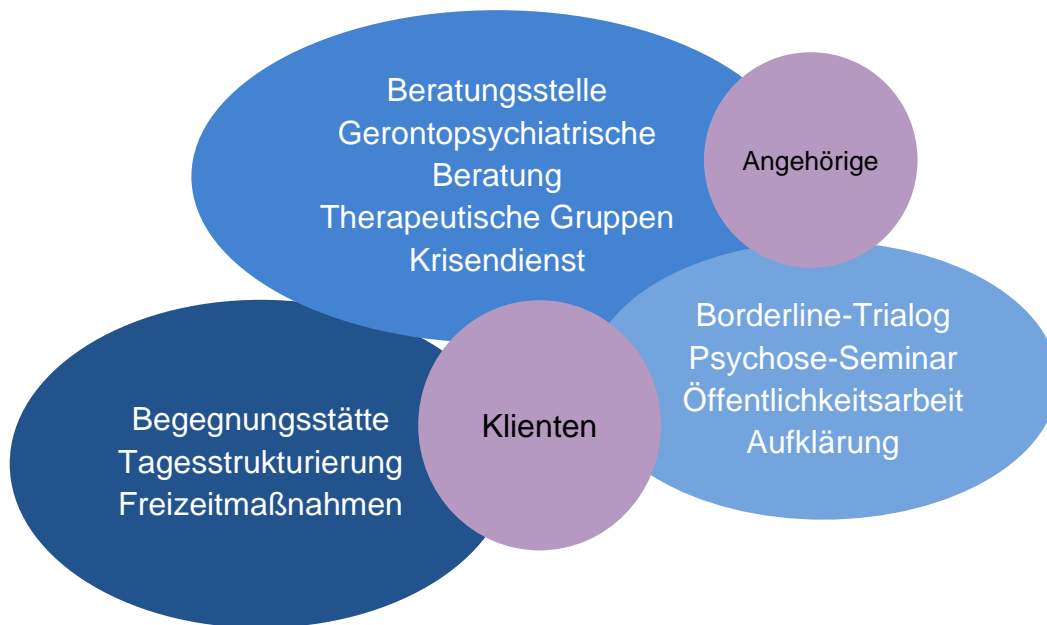 Beratungsstelle
Gerontopsychiatrische
Beratung
Therapeutische Gruppen
Krisendienst
Angehörige
Borderline-Trialog
Psychose-Seminar
Öffentlichkeitsarbeit
Aufklärung
Klienten
Begegnungsstätte
Tagesstrukturierung
Freizeitmaßnahmen